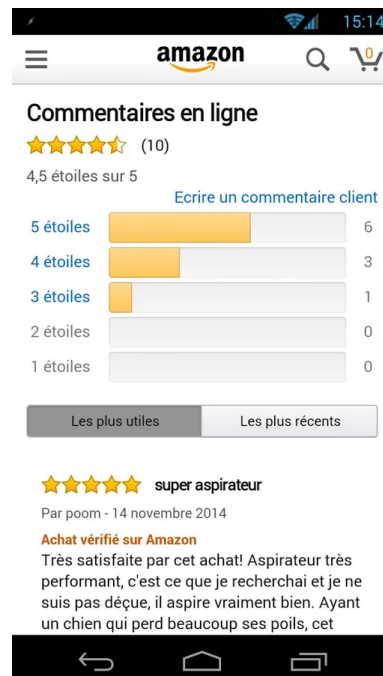 15:14
amazon
0
Commentaires en ligne
(10)
4,5 étoiles sur 5
Ecrire un commentaire client
5 étoiles 6
4 étoiles 3
3 étoiles 1
2 étoiles 0
1 étoiles 0
Les plus utiles Les plus récents
super aspirateur
Par poom - 14 novembre 2014
Achat vérifié sur Amazon
Très satisfaite par cet achat! Aspirateur très
performant, c'est ce que je recherchai et je ne
suis pas déçue, il aspire vraiment bien. Ayant
un chien qui perd beaucoup ses poils, cet